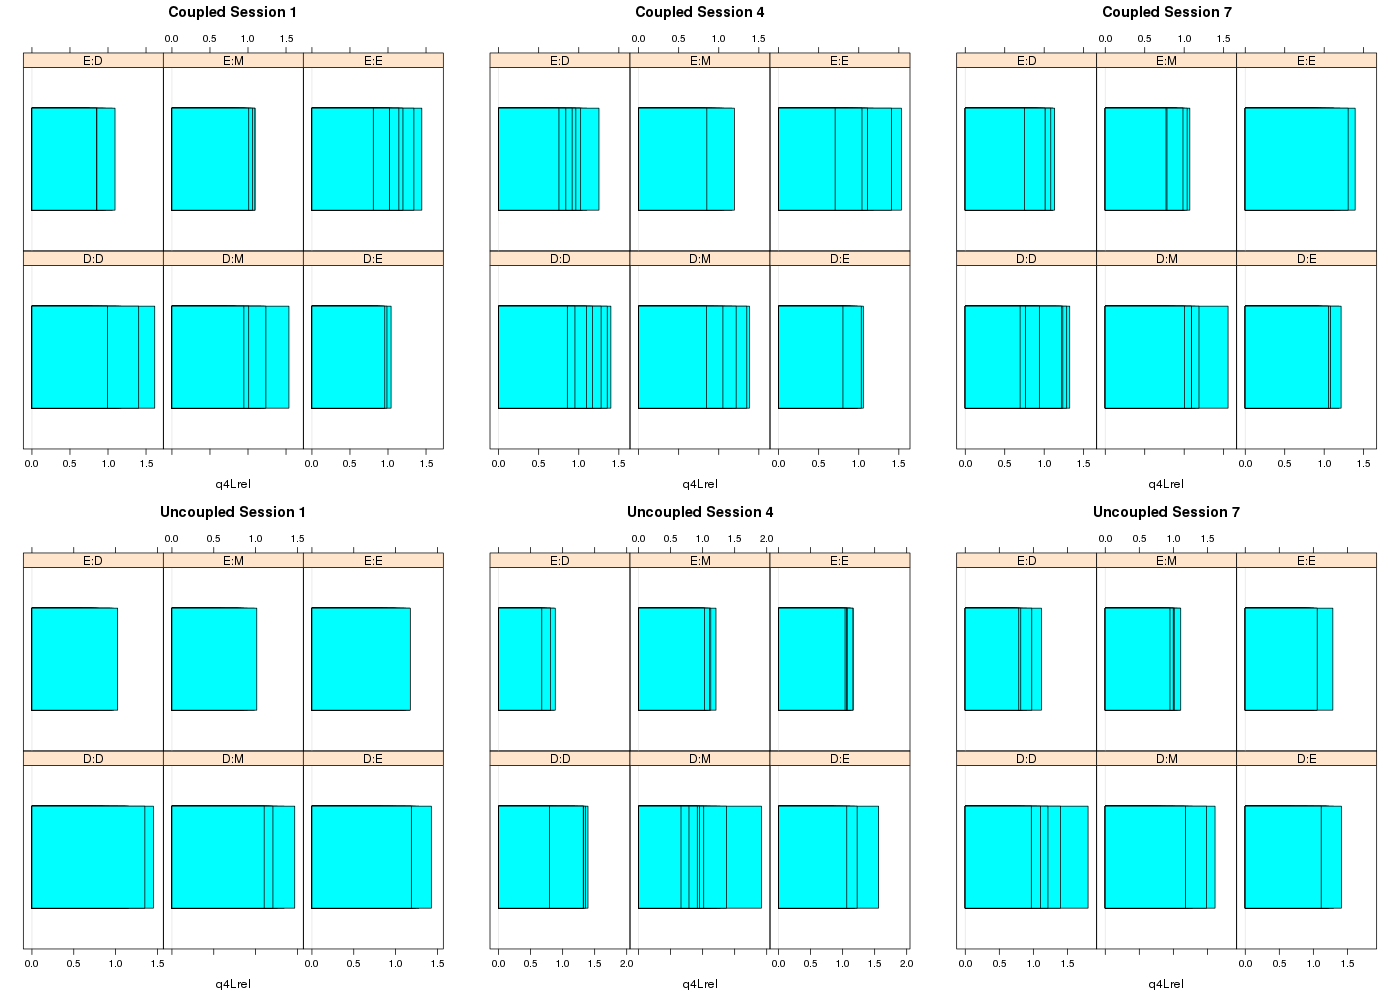 Coupled Session 1
0.0 0.5 1.0 1.5
E:D E:M E:E
D:D D:M D:E
0.0 0.5 1.0 1.5 0.0 0.5 1.0 1.5
q4Lrel
Coupled Session 4
0.0 0.5 1.0 1.5
E:D E:M E:E
D:D D:M D:E
0.0 0.5 1.0 1.5 0.0 0.5 1.0 1.5
q4Lrel
Coupled Session 7
0.0 0.5 1.0 1.5
E:D E:M E:E
D:D D:M D:E
0.0 0.5 1.0 1.5 0.0 0.5 1.0 1.5
q4Lrel
Uncoupled Session 1
0.0 0.5 1.0 1.5
E:D E:M E:E
D:D D:M D:E
0.0 0.5 1.0 1.5 0.0 0.5 1.0 1.5
q4Lrel
Uncoupled Session 4
0.0 0.5 1.0 1.5 2.0
E:D E:M E:E
D:D D:M D:E
0.0 0.5 1.0 1.5 2.0 0.0 0.5 1.0 1.5 2.0
q4Lrel
Uncoupled Session 7
0.0 0.5 1.0 1.5
E:D E:M E:E
D:D D:M D:E
0.0 0.5 1.0 1.5 0.0 0.5 1.0 1.5
q4Lrel